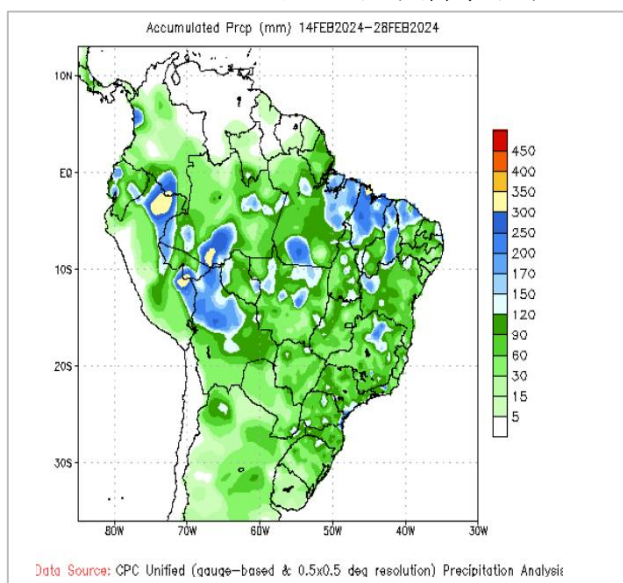 Accumulated Prcp (mm) 14FEB2024-28FEB2024
10N
EQ
10S
20S
30S
80W
70W
60W
50W
40W
30W
450
400
350
300
250
200
170
150
120
90
60
30
15
5
Data Source: CPC Unified (gauge-based & 0.5x0.5 deg resolution) Precipitation Analysis